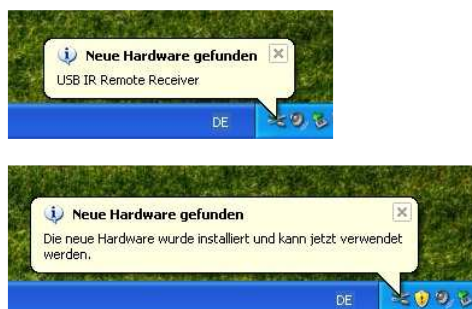 Neue Hardware gefunden
USB IR Remote Receiver
DE
Neue Hardware gefunden
Die neue Hardware wurde installiert und kann jetzt verwendet
werden.
DE